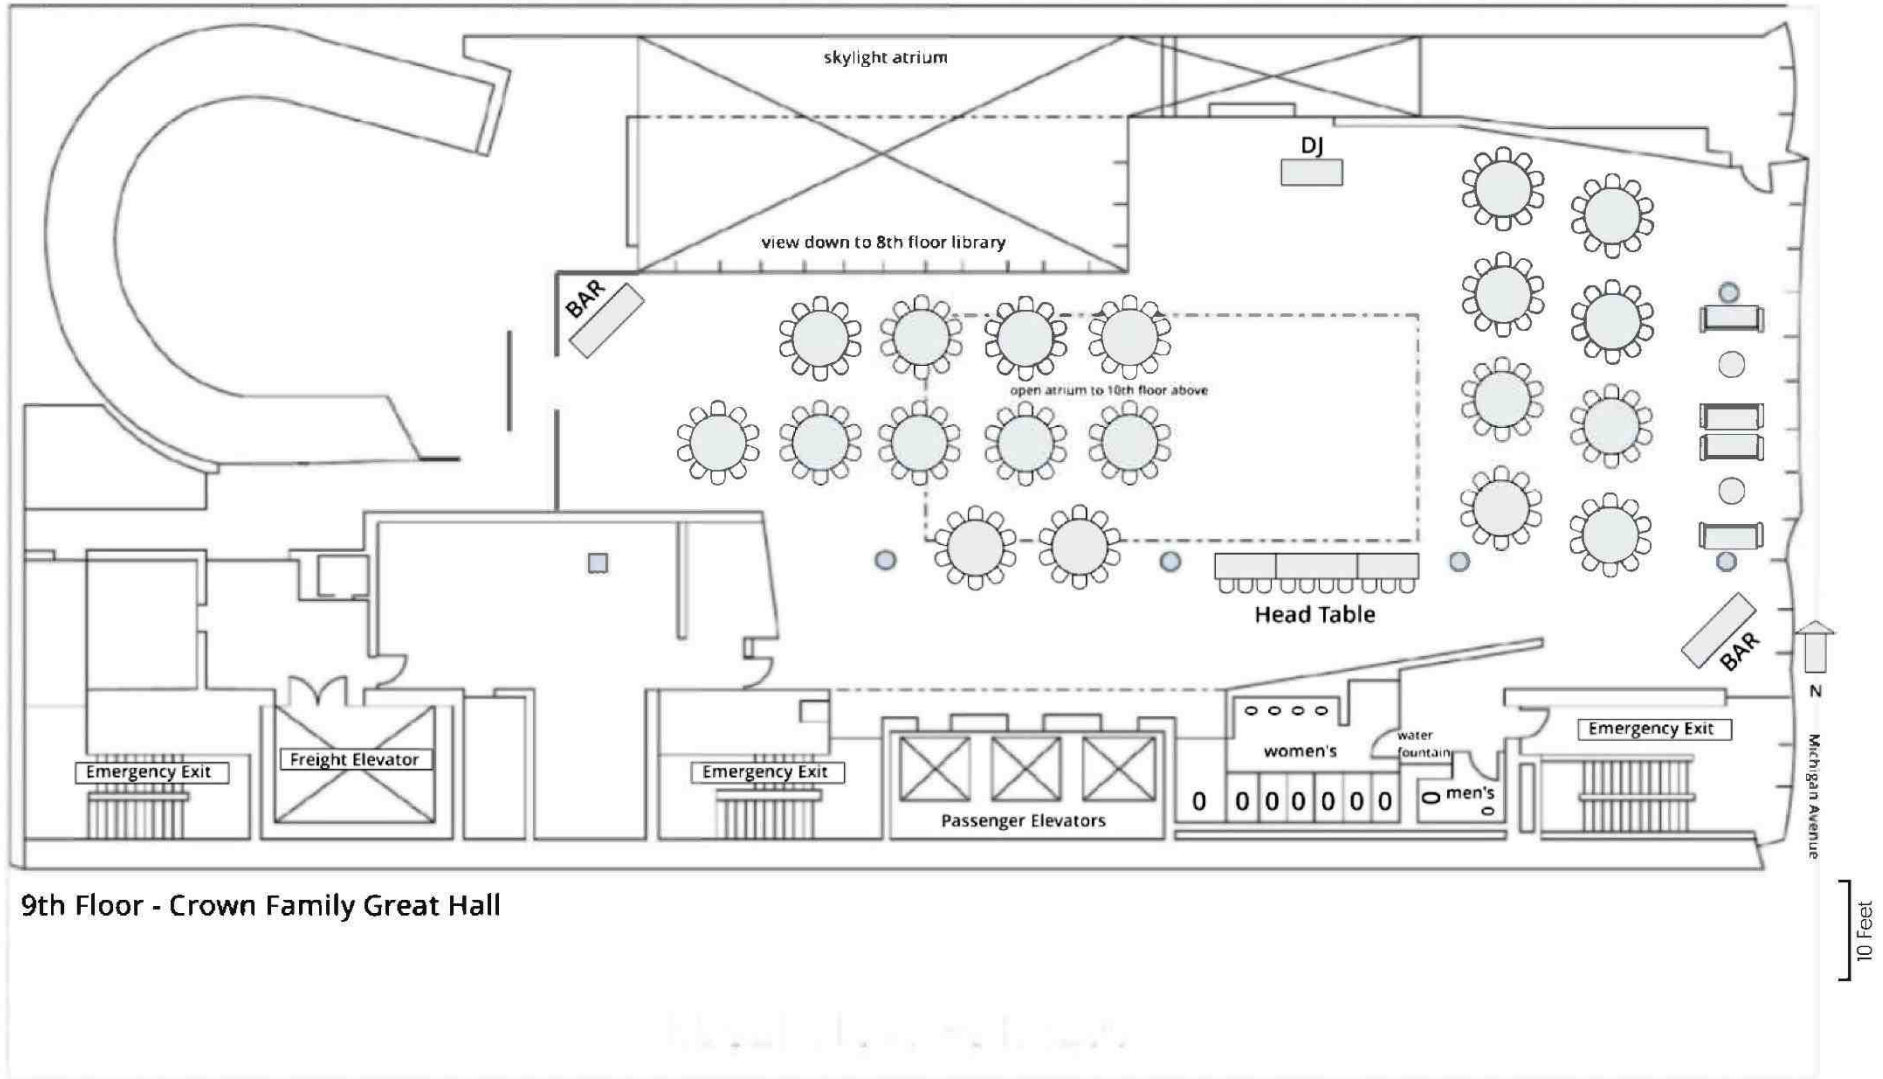 skylight atrium
DJ
view down to 8th floor library
BAR
open atrium to 10th floor above
Head Table
BAR
N
Emergency Exit
water
fountain
women's
Freight Elevator
Emergency Exit
Emergency Exit
men's
Passenger Elevators
Michigan Avenue
9th Floor - Crown Family Great Hall
10 Feet